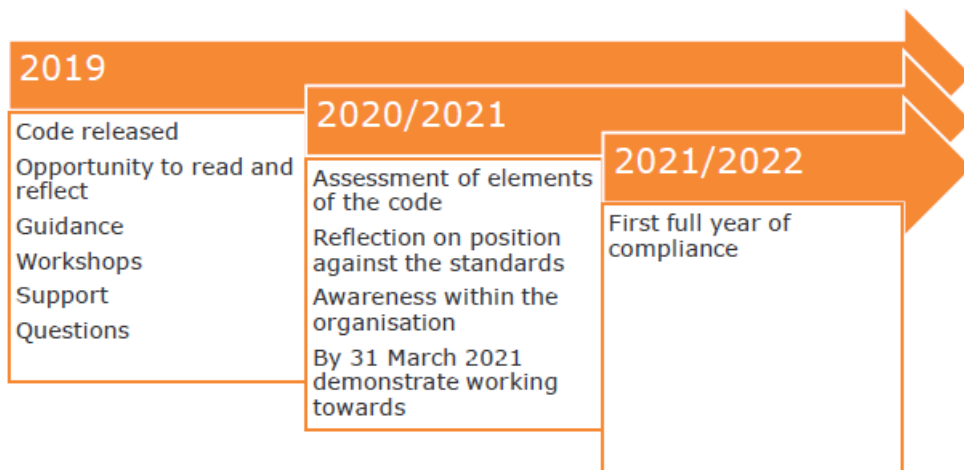 2019
Code released
Opportunity to read and
reflect
Guidance
Workshops
Support
Questions
2020/2021
Assessment of elements
of the code
Reflection on position
against the standards
Awareness within the
organisation
By 31 March 2021
demonstrate working
towards
2021/2022
First full year of
compliance